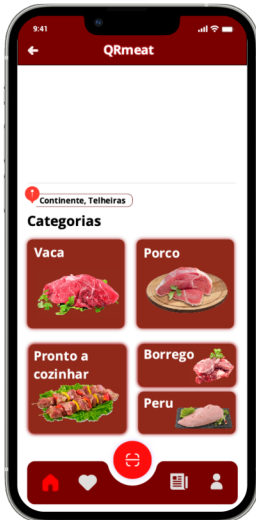 9:41
QRmeat
Continente, Telheiras
Categorias
Vaca
Porco
Pronto a
cozinhar
Borrego
Peru